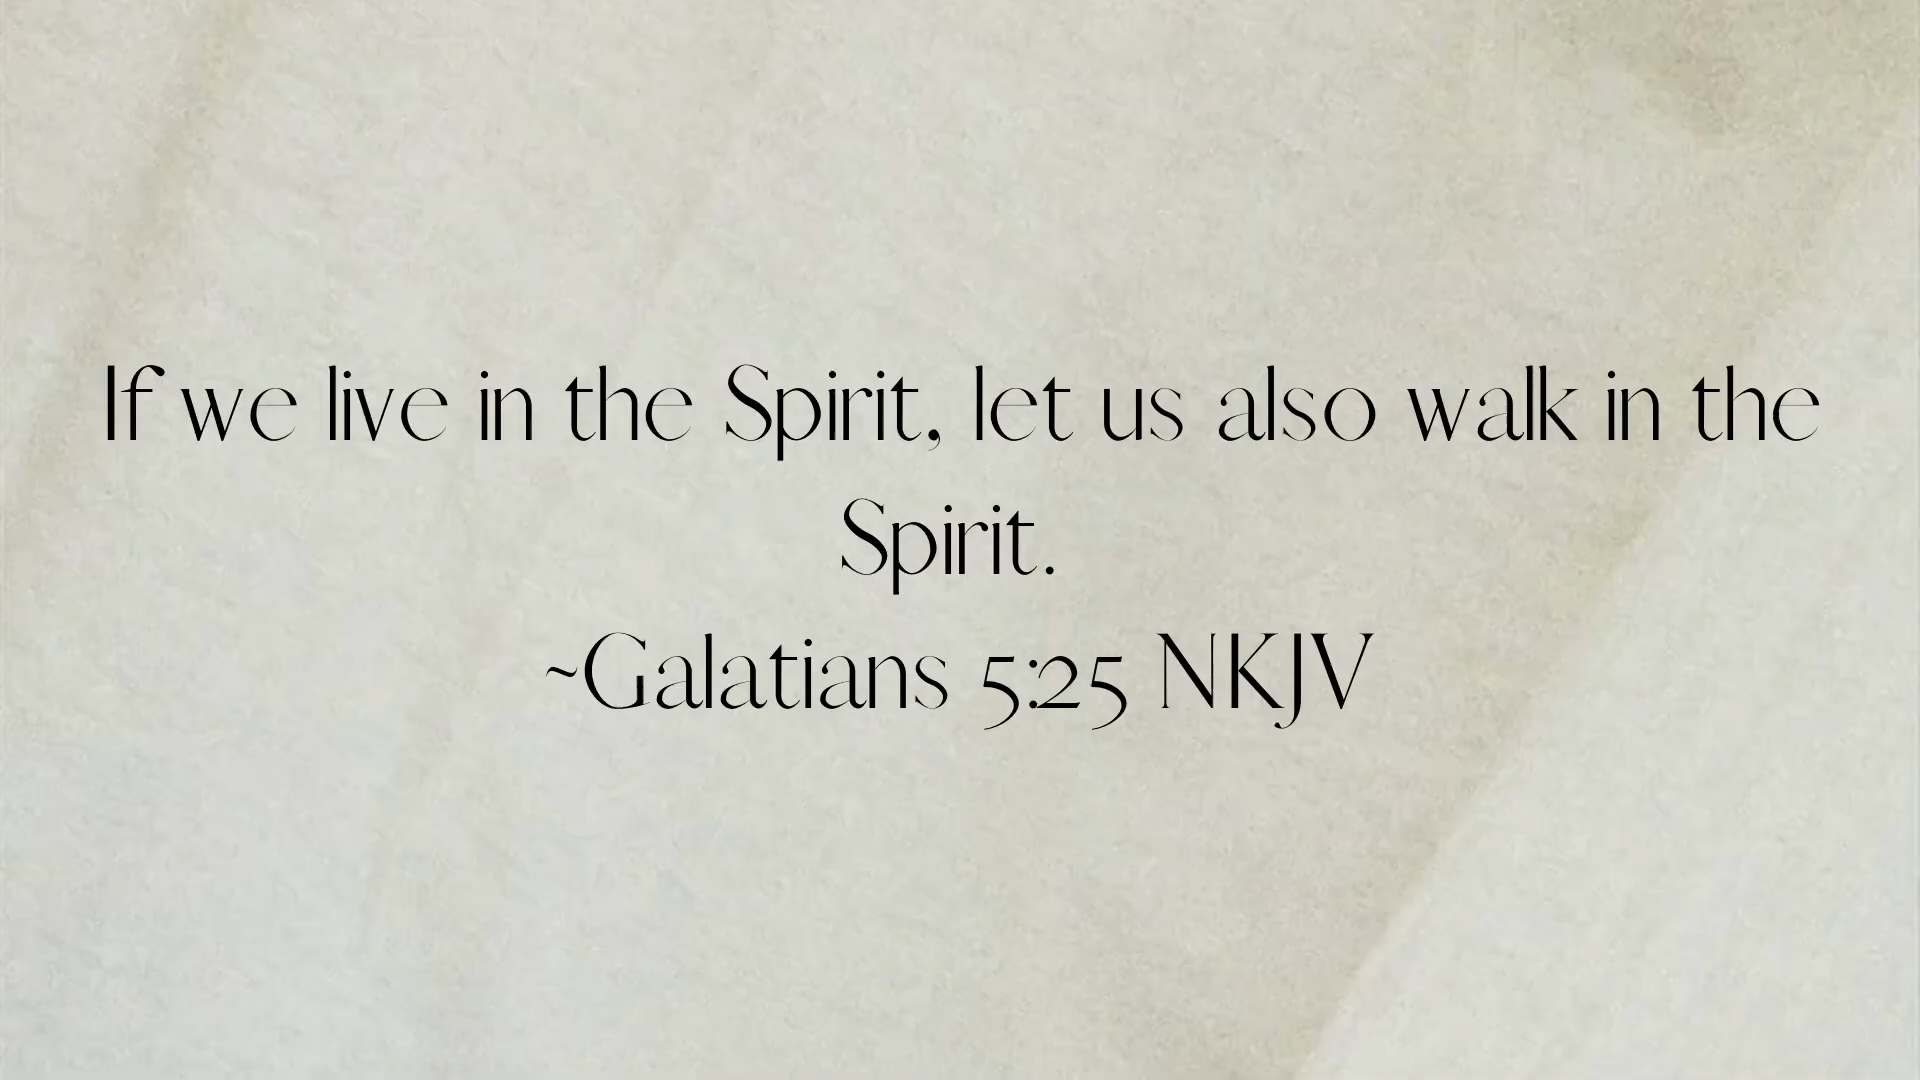 If we live in the Spirit, let us also walk in the
Spirit.
~Galatians 5:25 NKJV